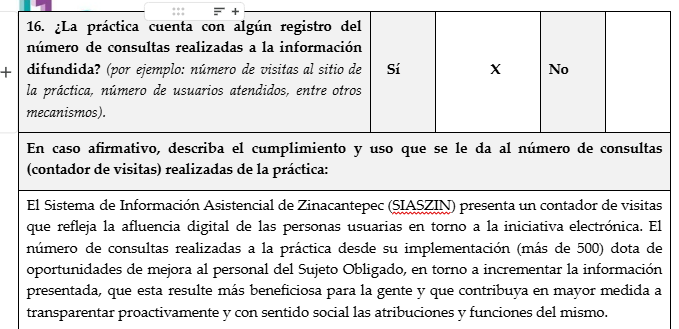 16. ¿La práctica cuenta con algún registro del
número de consultas realizadas a la información
difundida? (por ejemplo: número de visitas al sitio de
la práctica, número de usuarios atendidos, entre otros
mecanismos).
Sí
X
No
En caso afirmativo, describa el cumplimiento y uso que se le da al número de consultas
(contador de visitas) realizadas de la práctica:
El Sistema de Información Asistencial de Zinacantepec (SIASZIN) presenta un contador de visitas
que refleja la afluencia digital de las personas usuarias en torno a la iniciativa electrónica. El
número de consultas realizadas a la práctica desde su implementación (más de 500) dota de
oportunidades de mejora al personal del Sujeto Obligado, en torno a incrementar la información
presentada, que esta resulte más beneficiosa para la gente y que contribuya en mayor medida a
transparentar proactivamente y con sentido social las atribuciones y funciones del mismo.